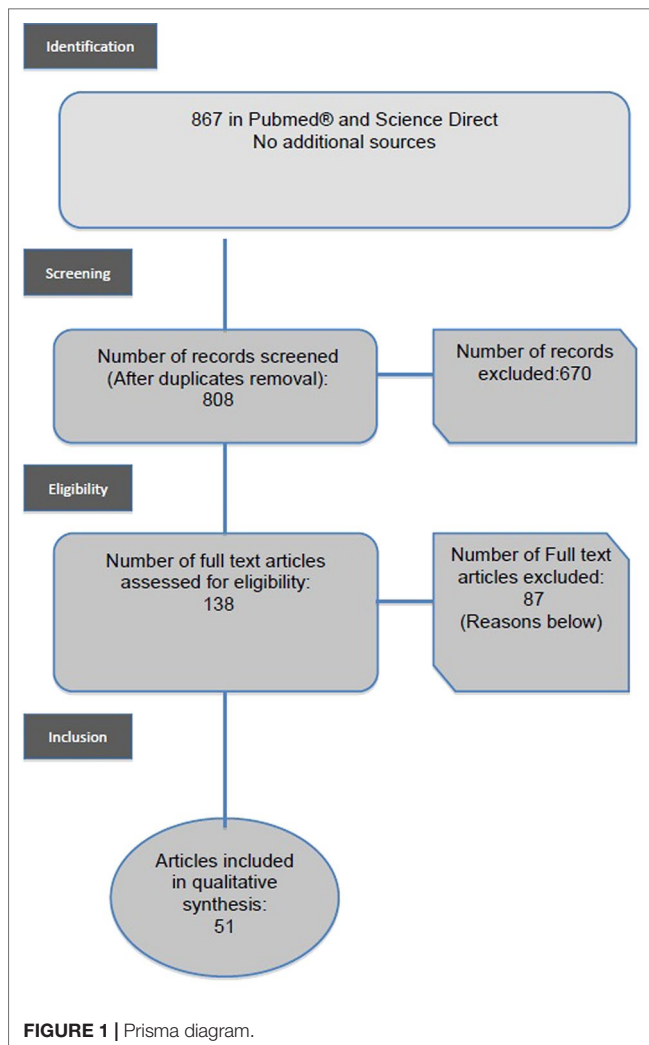 Identification
867 in Pubmed® and Science Direct
No additional sources
Screening
Number of records screened
(After duplicates removal):
808
Number of records
excluded:670
Eligibility
Number of full text articles
assessed for eligibility:
138
Number of Full text
articles excluded:
87
(Reasons below)
Inclusion
Articles included
in qualitative
synthesis:
51
FIGURE 1 | Prisma diagram.